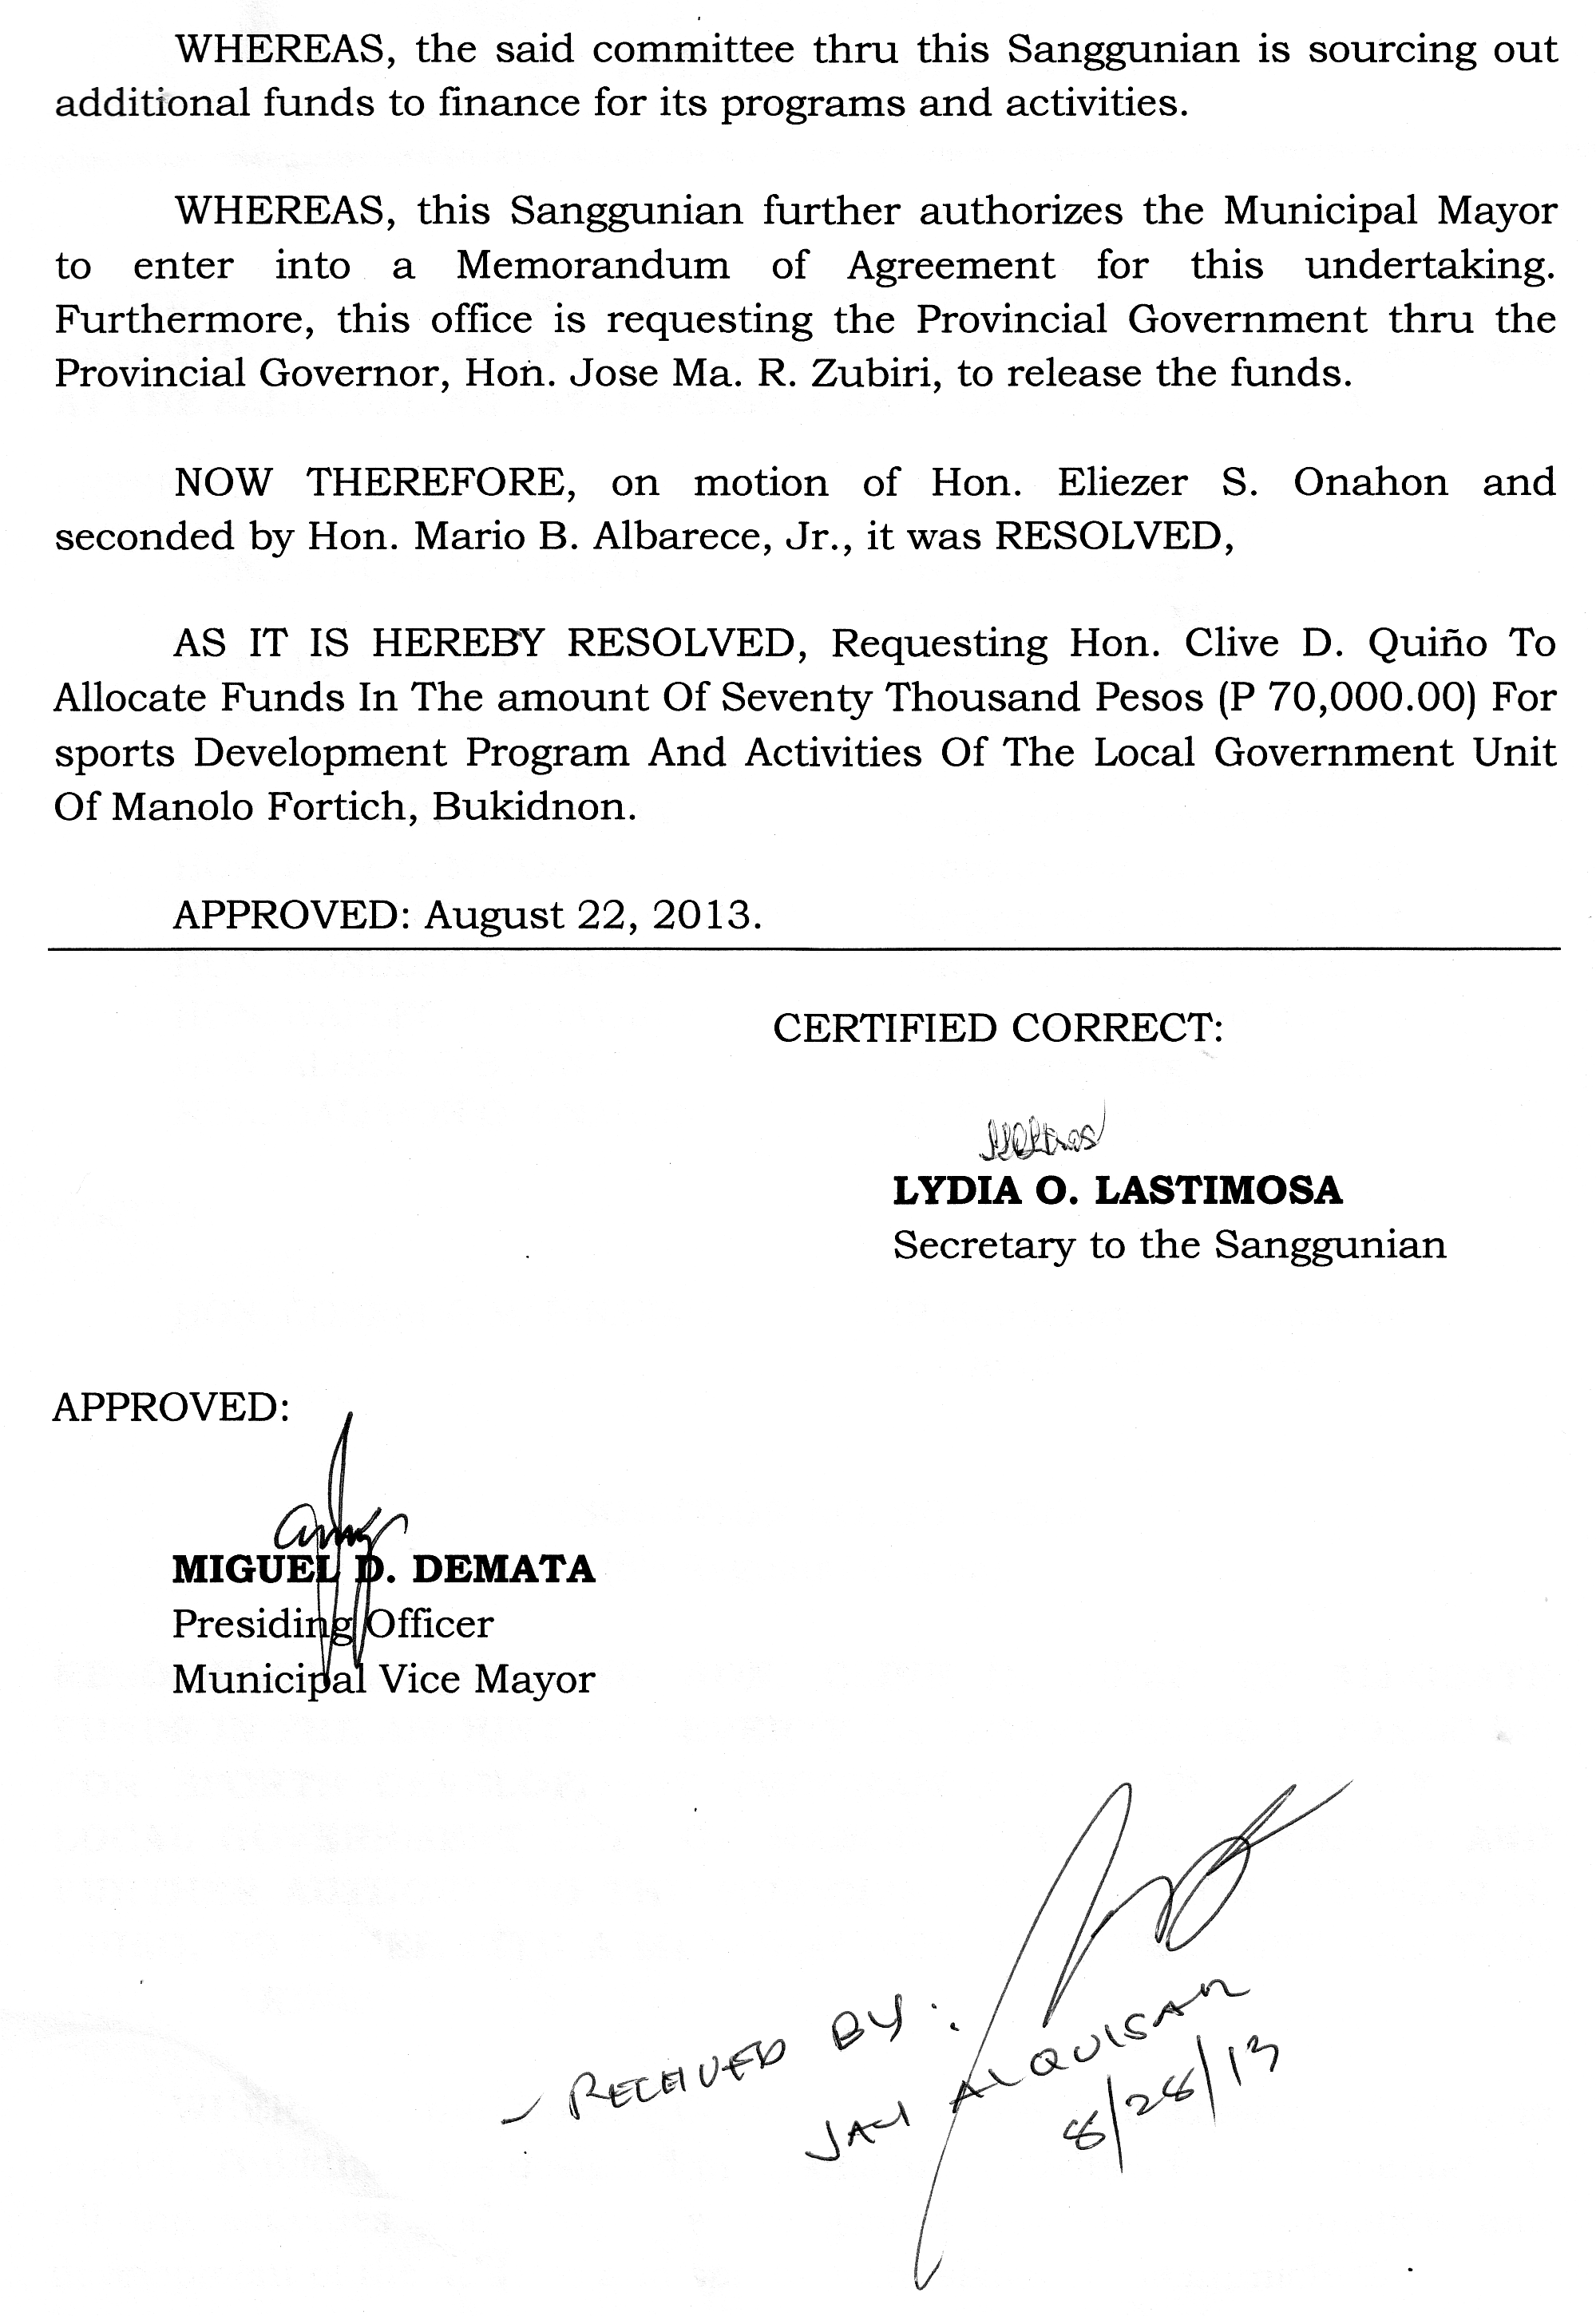 WHEREAS, the said committee thru this Sanggunian is sourcing out
additional funds to finance for its programs and activities.
WHEREAS, this Sanggunian further authorizes the Municipal Mayor
to enter into a Memorandum of Agreement for this undertaking.
Furthermore, this office is requesting the Provincial Government thru the
Provincial Governor, Hon. Jose Ma. R. Zubiri, to release the funds.
NOW THEREFORE, on motion of Hon. Eliezer S. Onahon and
seconded by Hon. Mario B. Albarece, Jr., it was RESOLVED,
AS IT IS HEREBY RESOLVED, Requesting Hon. Clive D. Quiño To
Allocate Funds In The amount Of Seventy Thousand Pesos (P 70,000.00) For
sports Development Program And Activities Of The Local Government Unit
Of Manolo Fortich, Bukidnon.
APPROVED: August 22, 2013.
CERTIFIED CORRECT:
LYDIA O. LASTIMOSA
Secretary to the Sanggunian
APPROVED:
MIGUEL D. DEMATA
Presiding Officer
Municipal Vice Mayor
- RECEIVED BY:
JAY ALQUISAR
8/28/13